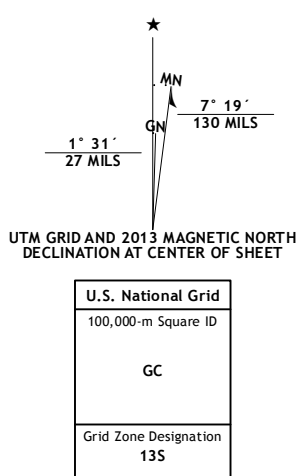 ★
MN
GN
7° 19´
130 MILS
1° 31´
27 MILS
UTM GRID AND 2013 MAGNETIC NORTH
DECLINATION AT CENTER OF SHEET
U.S. National Grid
100,000-m Square ID
GC
Grid Zone Designation
13S